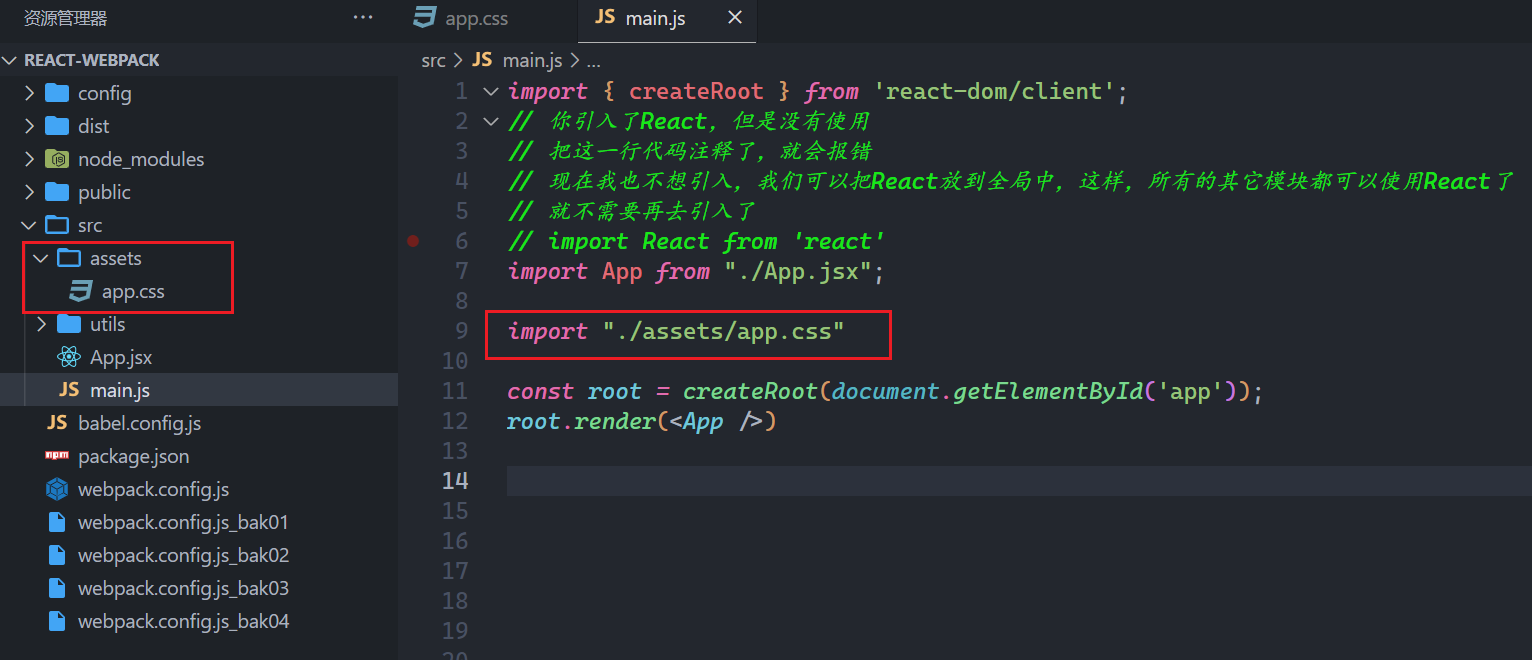 资源管理器
...
app.css
JS main.js ×
REACT-WEBPACK
src > JS main.js > ...
config
dist
node_modules
public
src
assets
app.css
utils
App.jsx
JS main.js
JS babel.config.js
npm package.json
webpack.config.js
webpack.config.js_bak01
webpack.config.js_bak02
webpack.config.js_bak03
webpack.config.js_bak04
1 import { createRoot } from 'react-dom/client';
2 // 你引入了React, 但是没有使用
3 // 把这一行代码注释了, 就会报错
4 // 现在我也不想引入, 我们可以把React放到全局中, 这样, 所有的其它模块都可以使用React了
5 // 就不需要再去引入了
6 // import React from 'react'
7 import App from "./App.jsx";
8
9 import "./assets/app.css"
10
11 const root = createRoot(document.getElementById('app'));
12 root.render(<App />)
13
14
15
16
17
18
19
20